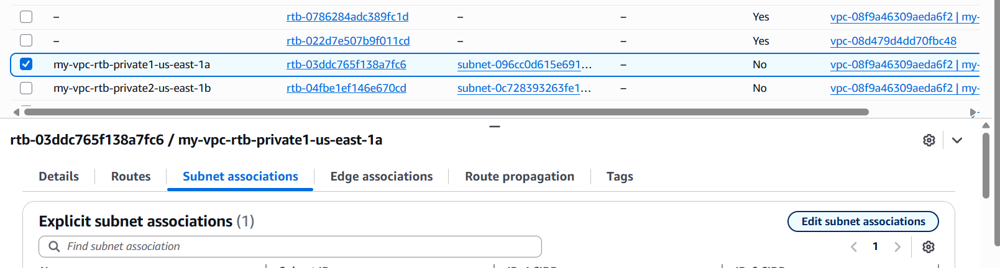 – rtb-0786284adc389fc1d – – Yes vpc-08f9a46309aeda6f2 | my-
– rtb-022d7e507b9f011cd – – Yes vpc-08d479d4dd70fbc48
my-vpc-rtb-private1-us-east-1a rtb-03ddc765f138a7fc6 subnet-096cc0d615e691... – No vpc-08f9a46309aeda6f2 | my-
my-vpc-rtb-private2-us-east-1b rtb-04fbe1ef146e670cd subnet-0c728393263fe1... – No vpc-08f9a46309aeda6f2 | my-
rtb-03ddc765f138a7fc6 / my-vpc-rtb-private1-us-east-1a
Details Routes Subnet associations Edge associations Route propagation Tags
Explicit subnet associations (1) Edit subnet associations
Find subnet association 1